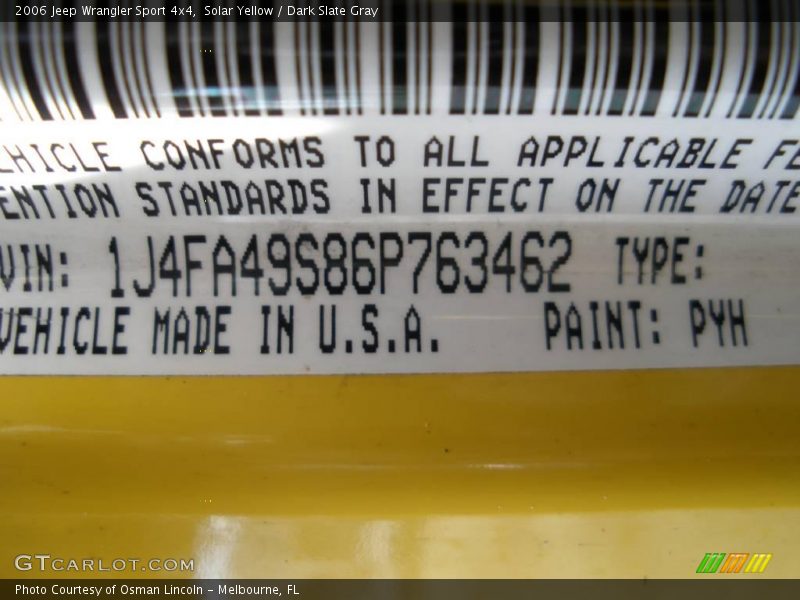 2006 Jeep Wrangler Sport 4x4, Solar Yellow / Dark Slate Gray
EHICLE CONFORMS TO ALL APPLICABLE FE
ENTION STANDARDS IN EFFECT ON THE DATE
VIN: 1J4FA49S86P763462 TYPE:
VEHICLE MADE IN U.S.A. PAINT: PYH
GTCARLOT.COM
Photo Courtesy of Osman Lincoln - Melbourne, FL